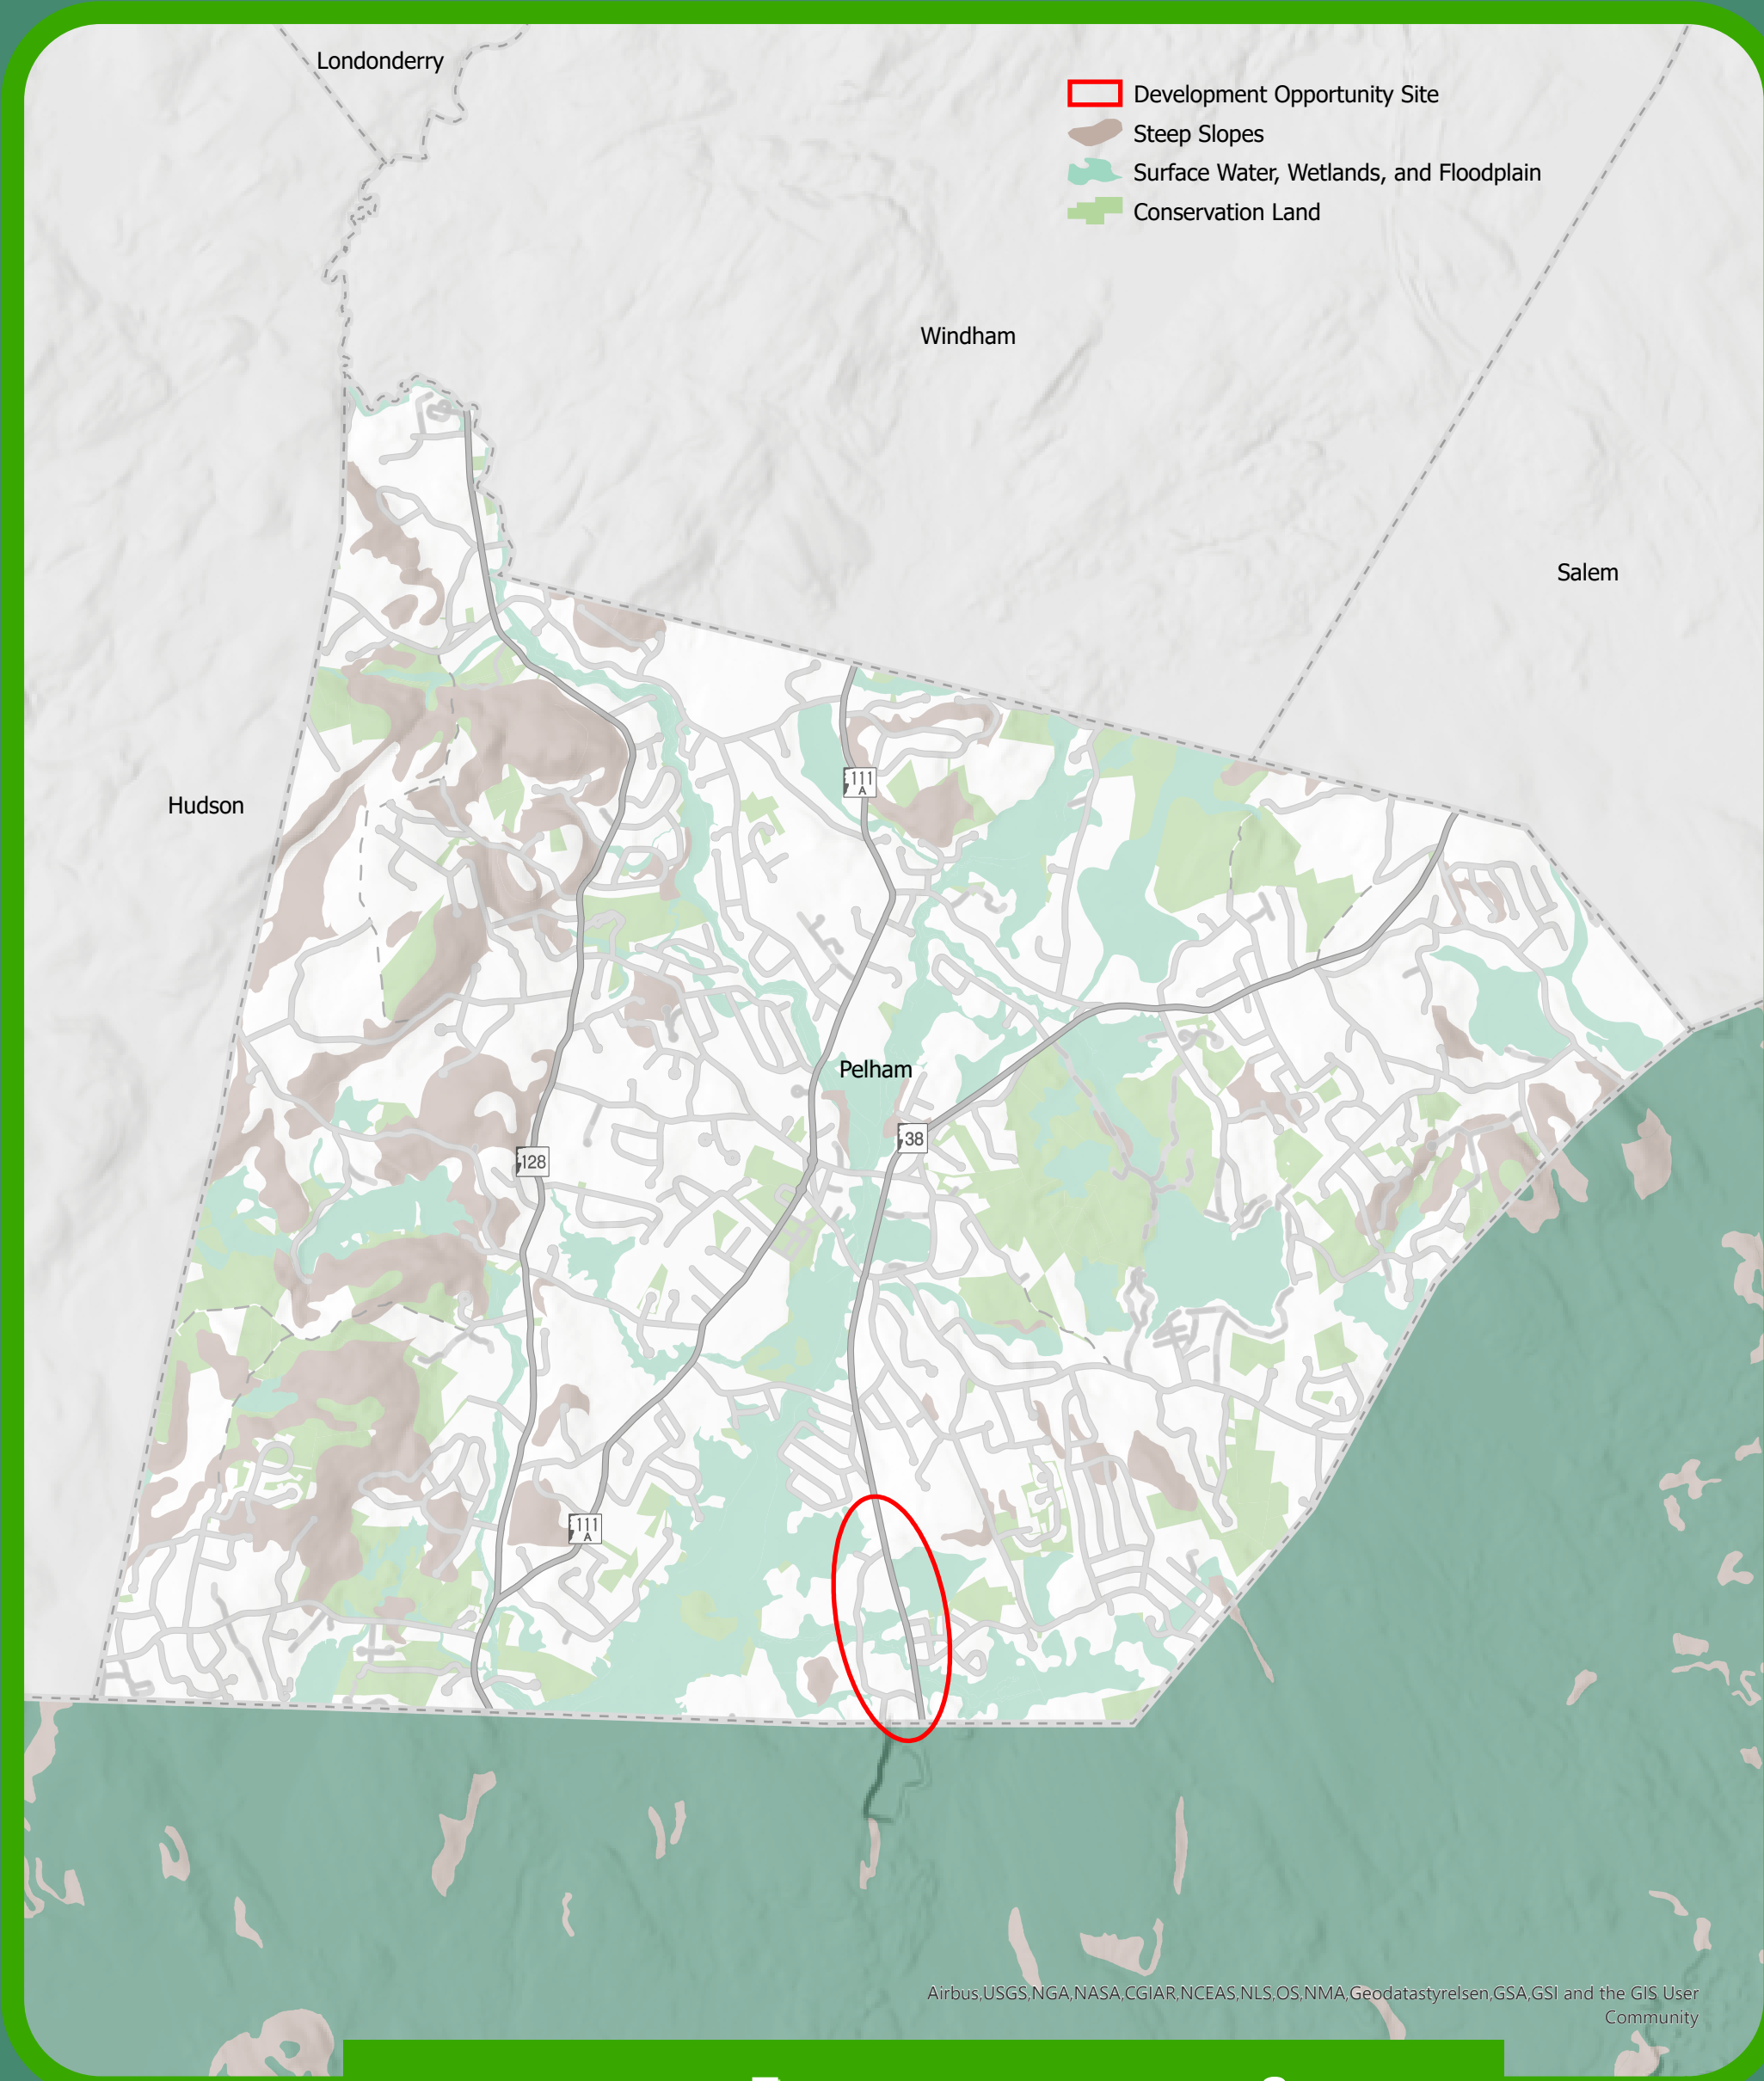 Londonderry
Development Opportunity Site
Steep Slopes
Surface Water, Wetlands, and Floodplain
Conservation Land
Windham
Salem
Hudson
111
A
Pelham
38
128
111
A
Airbus,USGS,NGA,NASA,CGIAR,NCEAS,NLS,OS,NMA,Geodatastyrelsen,GSA,GSI and the GIS User
Community